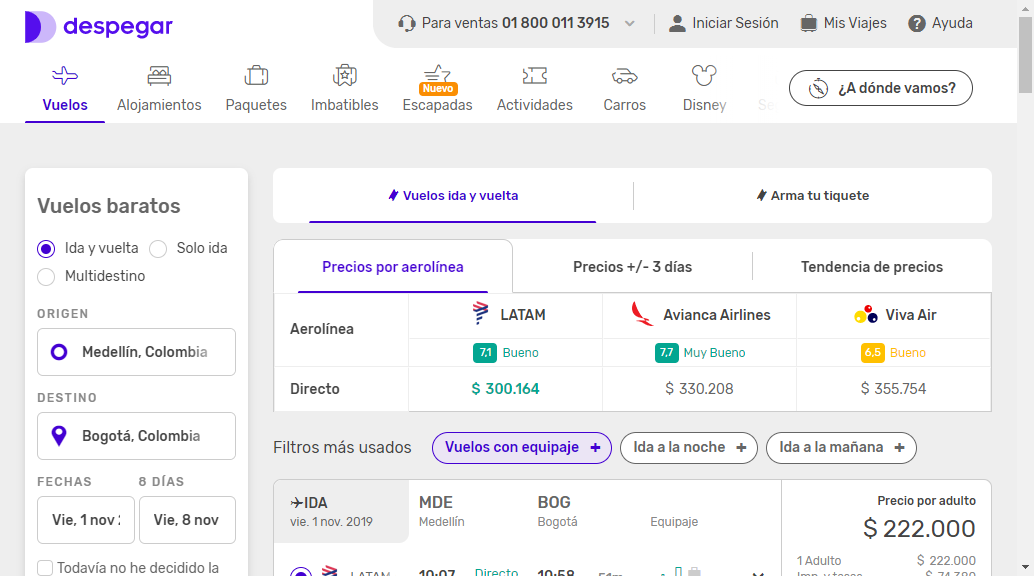 despegar
Para ventas 01 800 011 3915
Iniciar Sesión
Mis Viajes
Ayuda
Vuelos
Alojamientos
Paquetes
Imbatibles
Nuevo
Escapadas
Actividades
Carros
Disney
¿A dónde vamos?
Vuelos baratos
Ida y vuelta
Solo ida
Multidestino
ORIGEN
Medellín, Colombia
DESTINO
Bogotá, Colombia
FECHAS
8 DÍAS
Vie, 1 nov 2
Vie, 8 nov
Todavía no he decidido la
Vuelos ida y vuelta
Arma tu tiquete
Precios por aerolínea
Precios +/- 3 días
Tendencia de precios
Aerolínea
LATAM
Avianca Airlines
Viva Air
7,1 Bueno
7,7 Muy Bueno
6,5 Bueno
Directo
$ 300.164
$ 330.208
$ 355.754
Filtros más usados
Vuelos con equipaje +
Ida a la noche +
Ida a la mañana +
IDA
vie. 1 nov. 2019
MDE
Medellín
BOG
Bogotá
Equipaje
LATAM
10:07
Directo
10:58
51m
Precio por adulto
$ 222.000
1 Adulto
$ 222.000
Imp. y tasas
$ 74.380